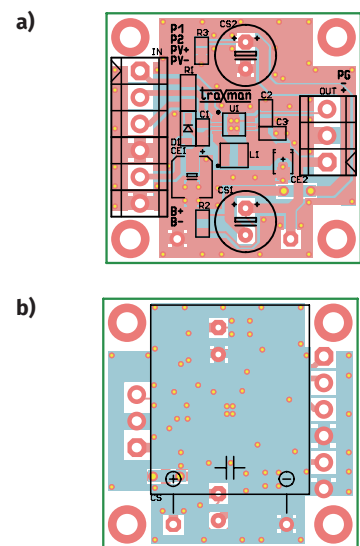 a)
P1
P2
PV+
PV-
IN
R3
CS2
PG
-
OUT
R1
troxman
C2
C1
U1
C3
D1
CE1
L1
CE2
B+
B-
R2
CS1
b)
CS